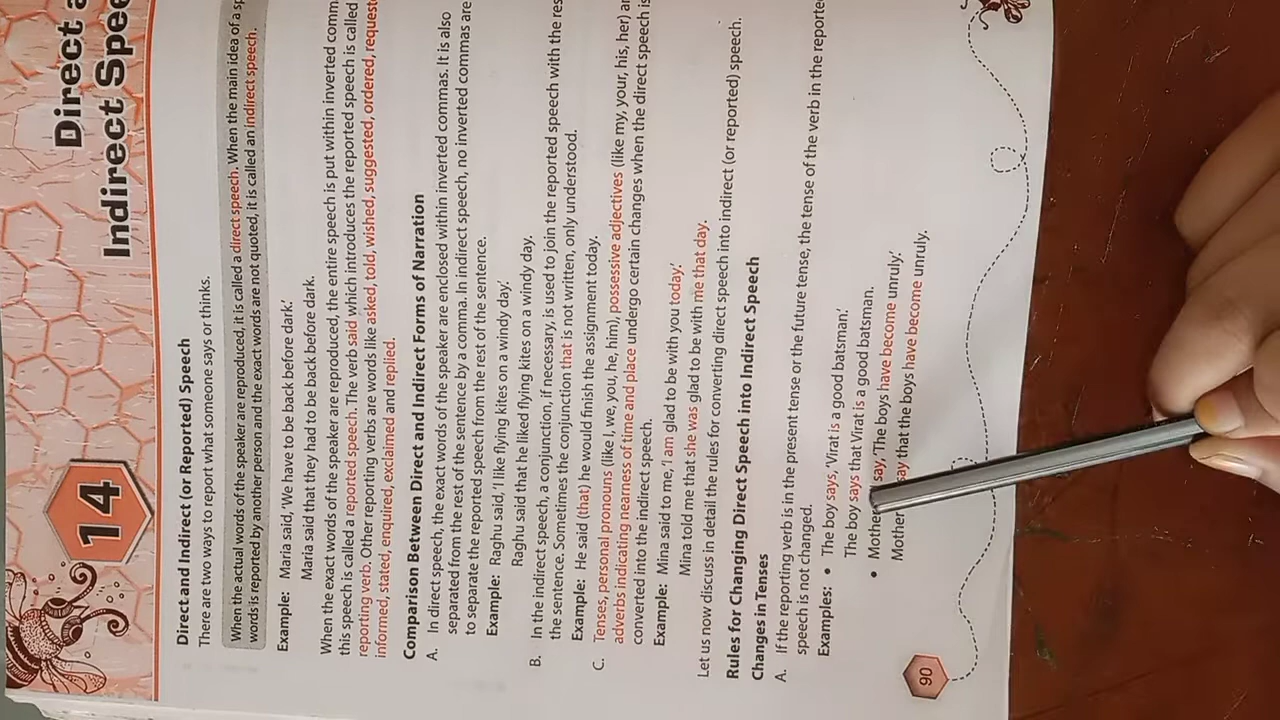 14
Direct a
Indirect Spee
Direct and Indirect (or Reported) Speech
There are two ways to report what someone says or thinks.
When the actual words of the speaker are reproduced, it is called a direct speech. When the main idea of a sp
words is reported by another person and the exact words are not quoted, it is called an indirect speech.
Example: Maria said, 'We have to be back before dark.'
Maria said that they had to be back before dark.
When the exact words of the speaker are reproduced, the entire speech is put within inverted comm
this speech is called a reported speech. The verb said which introduces the reported speech is called
reporting verb. Other reporting verbs are words like asked, told, wished, suggested, ordered, request
informed, stated, enquired, exclaimed and replied.
Comparison Between Direct and Indirect Forms of Narration
A. In direct speech, the exact words of the speaker are enclosed within inverted commas. It is also
separated from the rest of the sentence by a comma. In indirect speech, no inverted commas are
to separate the reported speech from the rest of the sentence.
Example: Raghu said, 'I like flying kites on a windy day.'
Raghu said that he liked flying kites on a windy day.
B. In the indirect speech, a conjunction, if necessary, is used to join the reported speech with the res
the sentence. Sometimes the conjunction that is not written, only understood.
Example: He said (that) he would finish the assignment today.
C. Tenses, personal pronouns (like I, we, you, he, him), possessive adjectives (like my, your, his, her) an
adverbs indicating nearness of time and place undergo certain changes when the direct speech is
converted into the indirect speech.
Example: Mina said to me, 'I am glad to be with you today.'
Mina told me that she was glad to be with me that day.
Let us now discuss in detail the rules for converting direct speech into indirect (or reported) speech.
Rules for Changing Direct Speech into Indirect Speech
Changes in Tenses
A. If the reporting verb is in the present tense or the future tense, the tense of the verb in the reporte
speech is not changed.
Examples: • The boy says, 'Virat is a good batsman.'
The boy says that Virat is a good batsman.
• Mother say, 'The boys have become unruly.'
Mother say that the boys have become unruly.
90